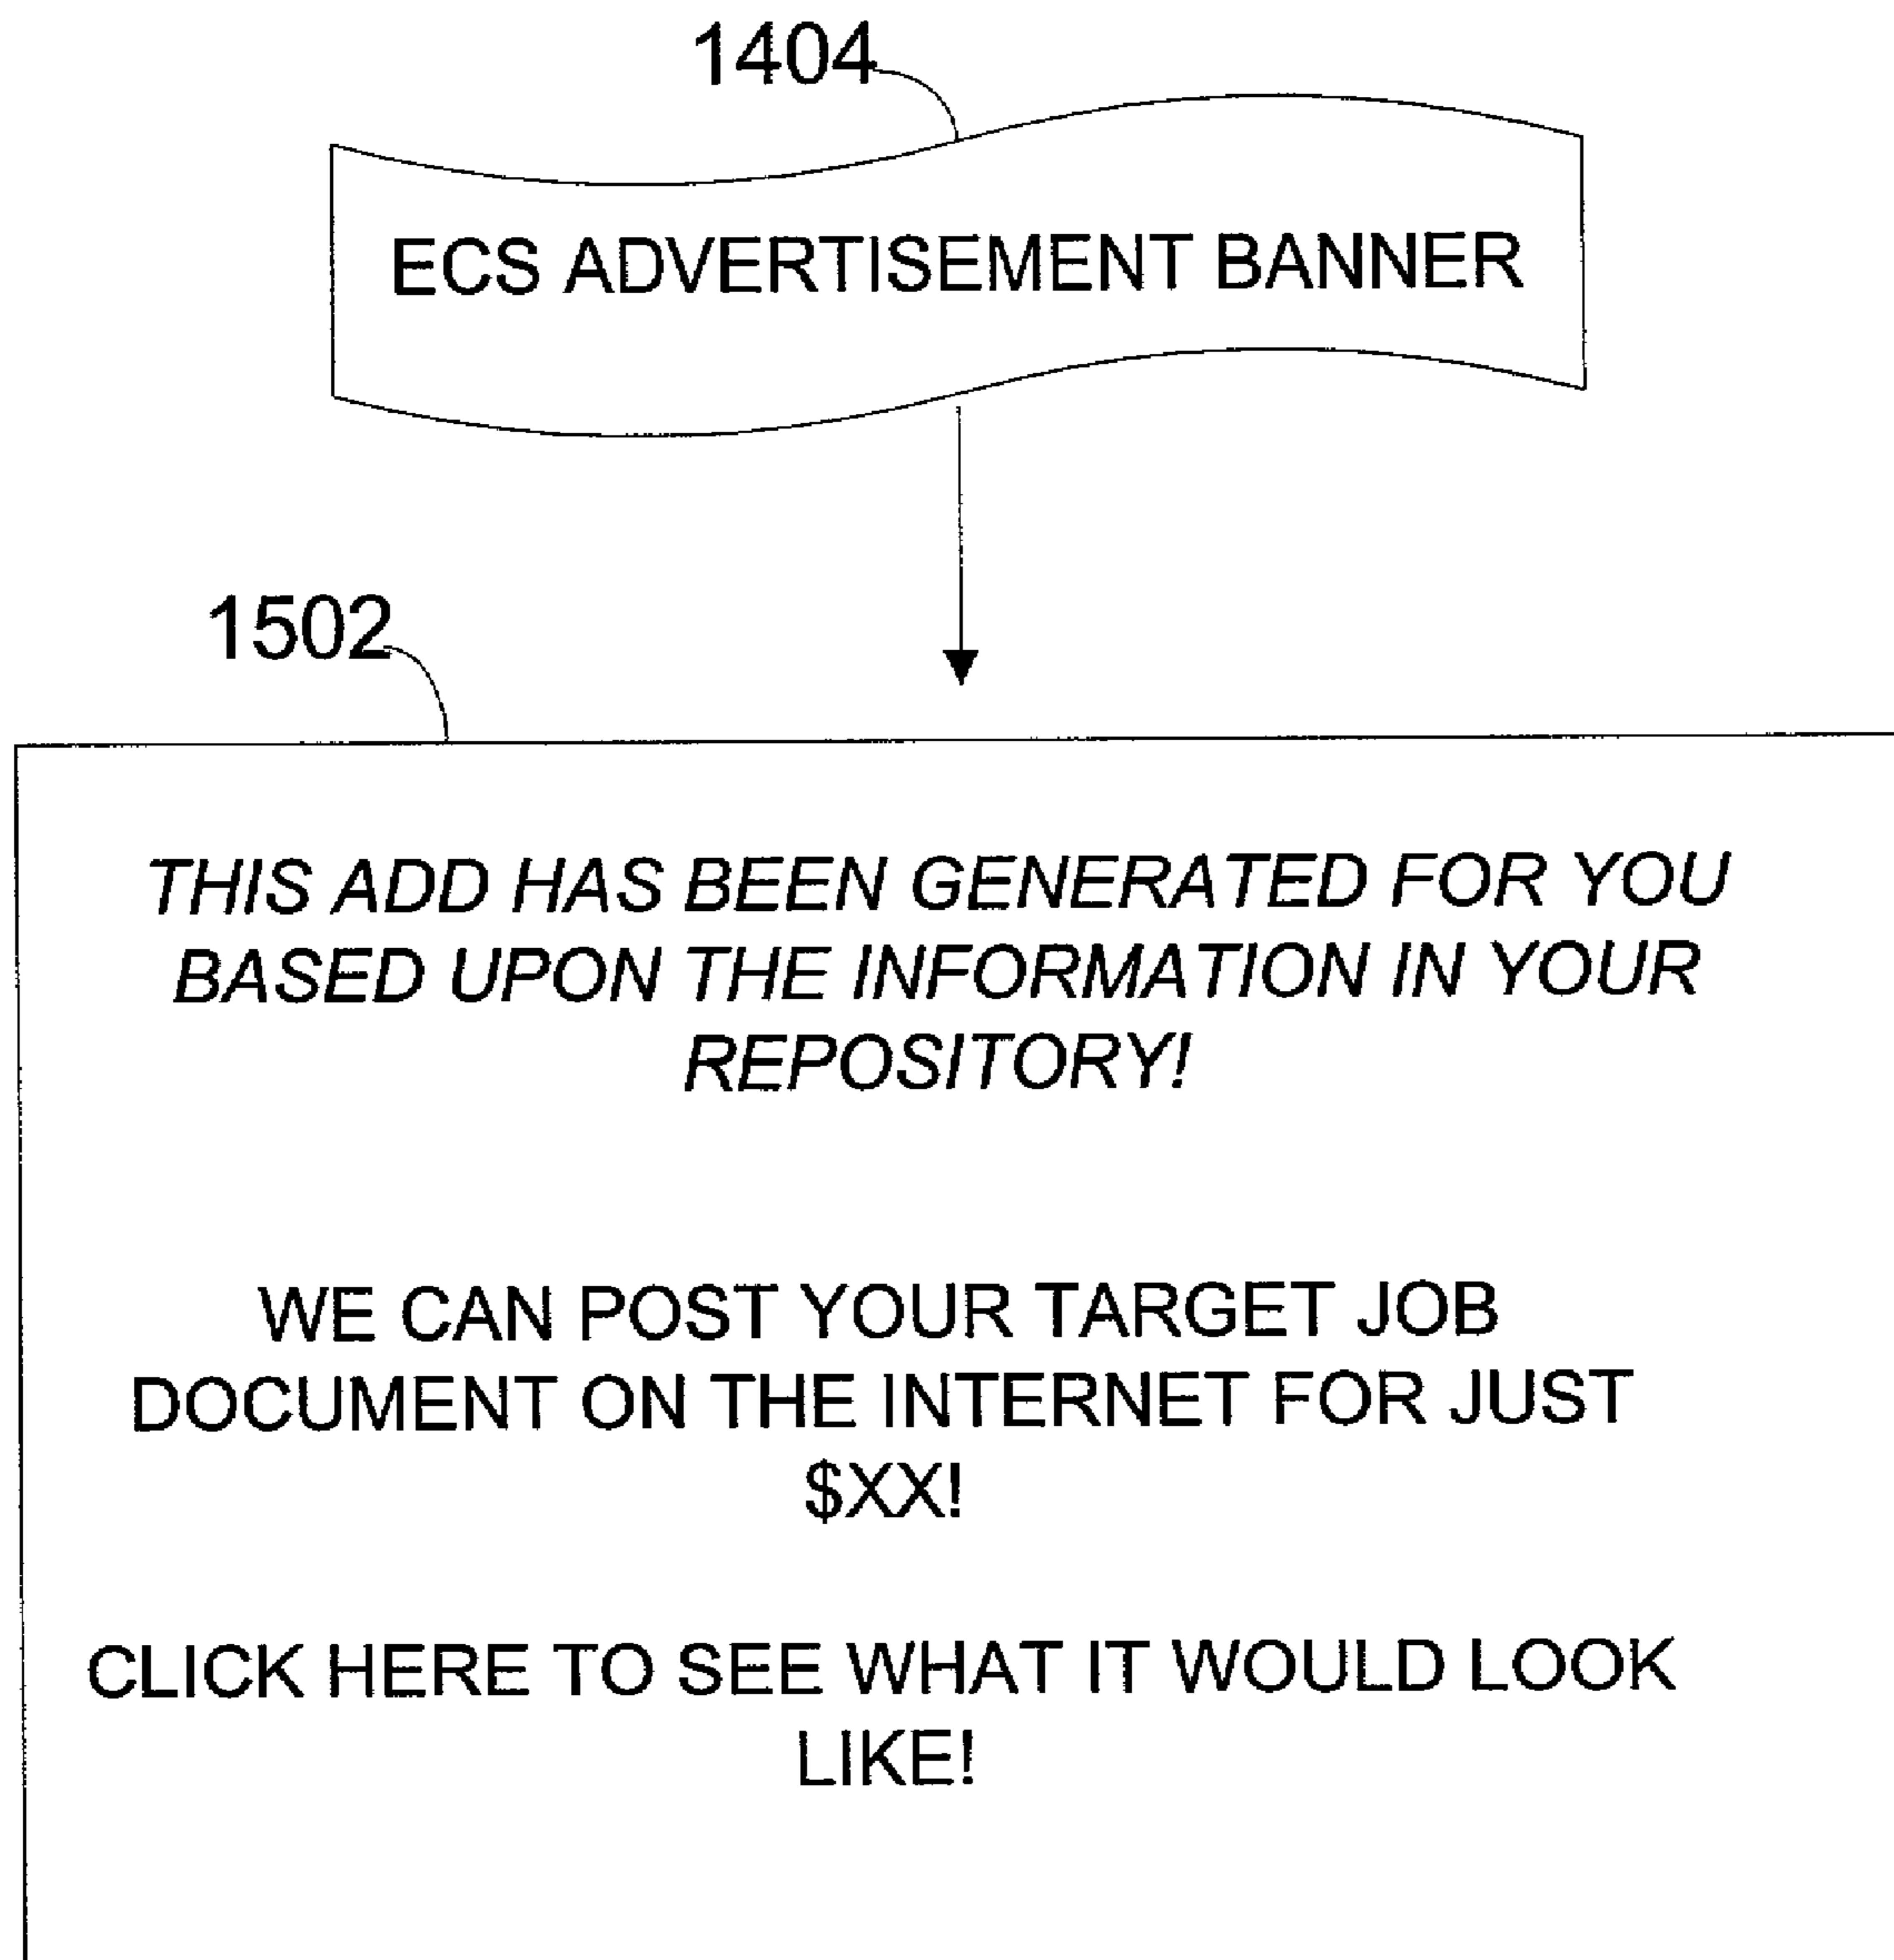 1404
ECS ADVERTISEMENT BANNER
1502
THIS ADD HAS BEEN GENERATED FOR YOU
BASED UPON THE INFORMATION IN YOUR
REPOSITORY!
WE CAN POST YOUR TARGET JOB
DOCUMENT ON THE INTERNET FOR JUST
$XX!
CLICK HERE TO SEE WHAT IT WOULD LOOK
LIKE!